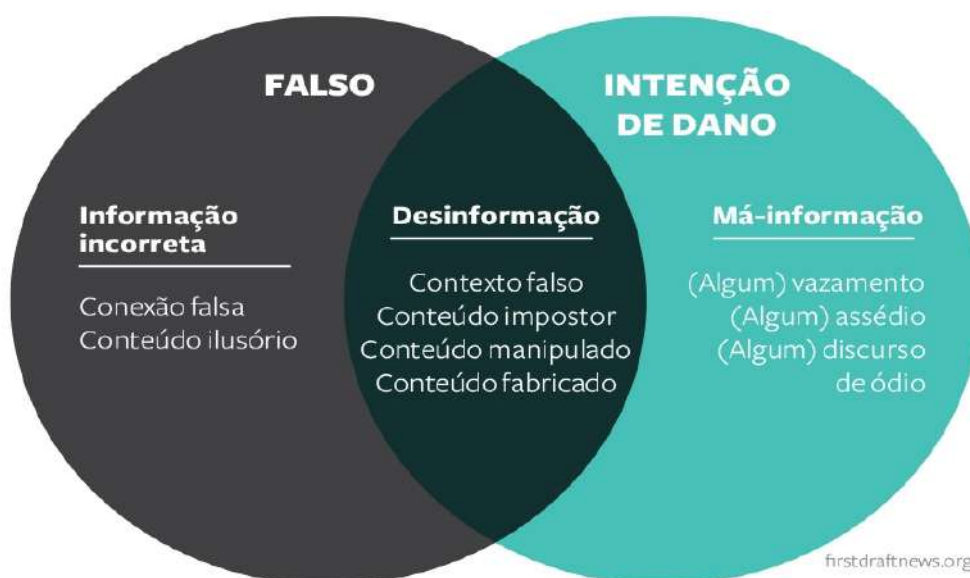 FALSO
INTENÇÃO
DE DANO
Informação
incorreta
Conexão falsa
Conteúdo ilusório
Desinformação
Contexto falso
Conteúdo impostor
Conteúdo manipulado
Conteúdo fabricado
Má-informação
(Algum) vazamento
(Algum) assédio
(Algum) discurso
de ódio
firstdraftnews.org